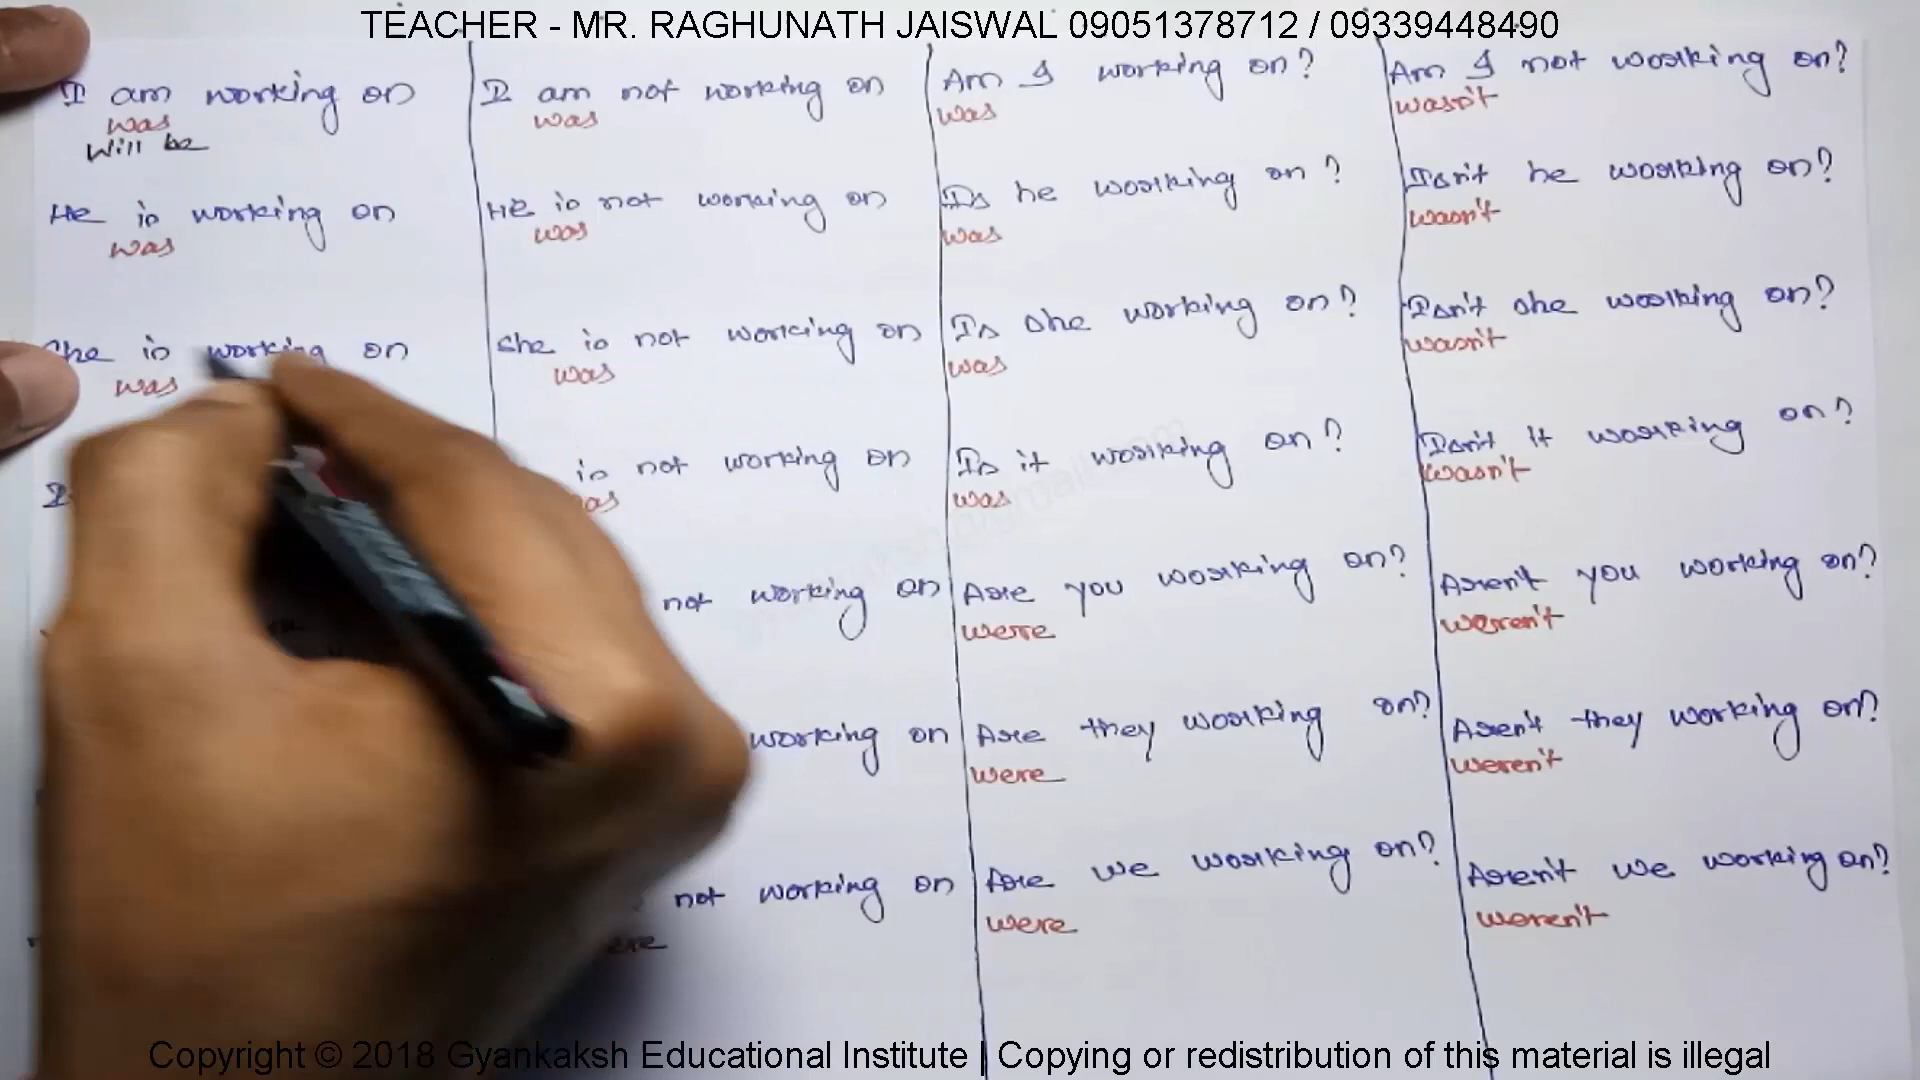 TEACHER - MR. RAGHUNATH JAISWAL 09051378712 / 09339448490
I am working on
was
Will be
He is working on
was
She is working on
was
I
I am not working on
was
He is not working on
was
She is not working on
was
is not working on
not working on
working on
not working on
Am I working on?
was
Is he working on?
was
Is she working on?
was
Is it working on?
was
Are you working on?
were
Are they working on?
were
Are we working on?
were
Am I not working on?
wasn't
Isn't he working on?
wasn't
Isn't she working on?
wasn't
Isn't it working on?
wasn't
Aren't you working on?
weren't
Aren't they working on?
weren't
Aren't we working on?
weren't
Copyright © 2018 Gyankaksh Educational Institute | Copying or redistribution of this material is illegal